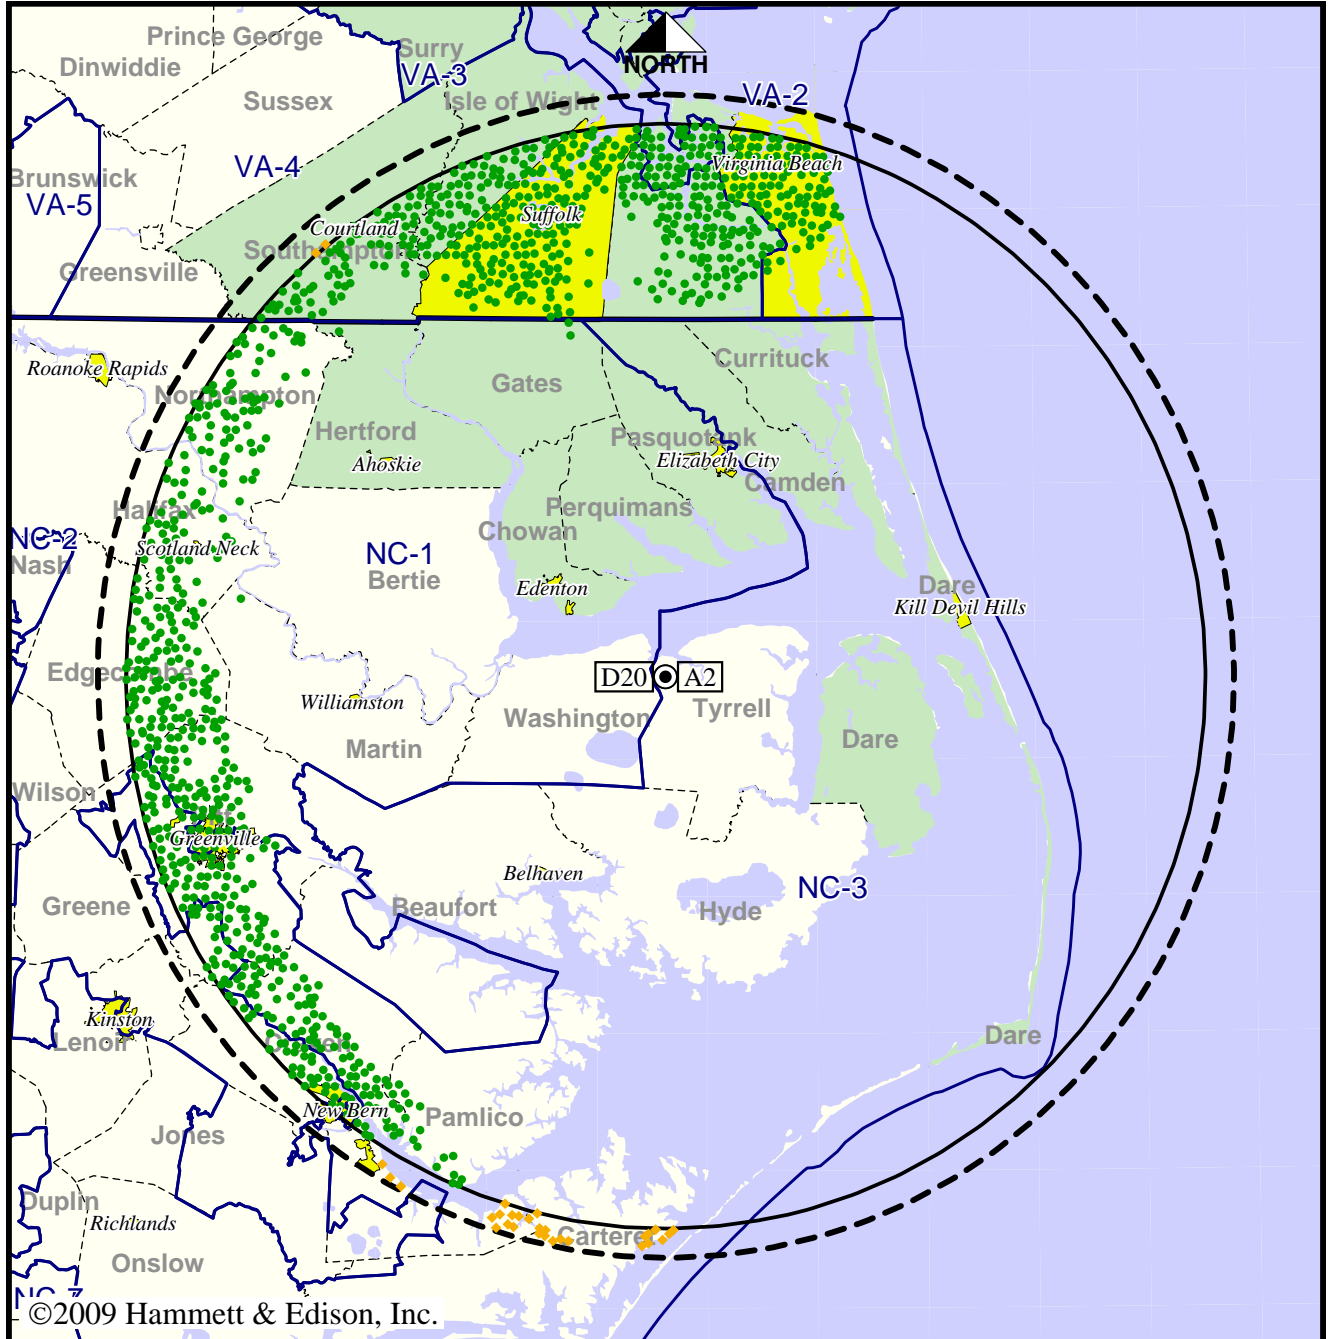 Prince George
Surry
NORTH
Dinwiddie
VA-3
VA-2
Sussex
Isle of Wight
VA-4
Virginia Beach
Brunswick
VA-5
Suffolk
Courtland
Southampton
Greensville
Roanoke Rapids
Currituck
Northampton
Gates
Hertford
Pasquotank
Ahoskie
Elizabeth City
Camden
Halifax
Perquimans
Chowan
NC-2
Scotland Neck
NC-1
Nash
Bertie
Edenton
Dare
Kill Devil Hills
Edgecombe
D20
A2
Williamston
Washington
Tyrrell
Martin
Dare
Wilson
Greenville
Belhaven
NC-3
Greene
Beaufort
Hyde
Kinston
Lenoir
Craven
Dare
New Bern
Pamlico
Jones
Duplin
Richlands
Carteret
Onslow
NC-7
©2009 Hammett & Edison, Inc.